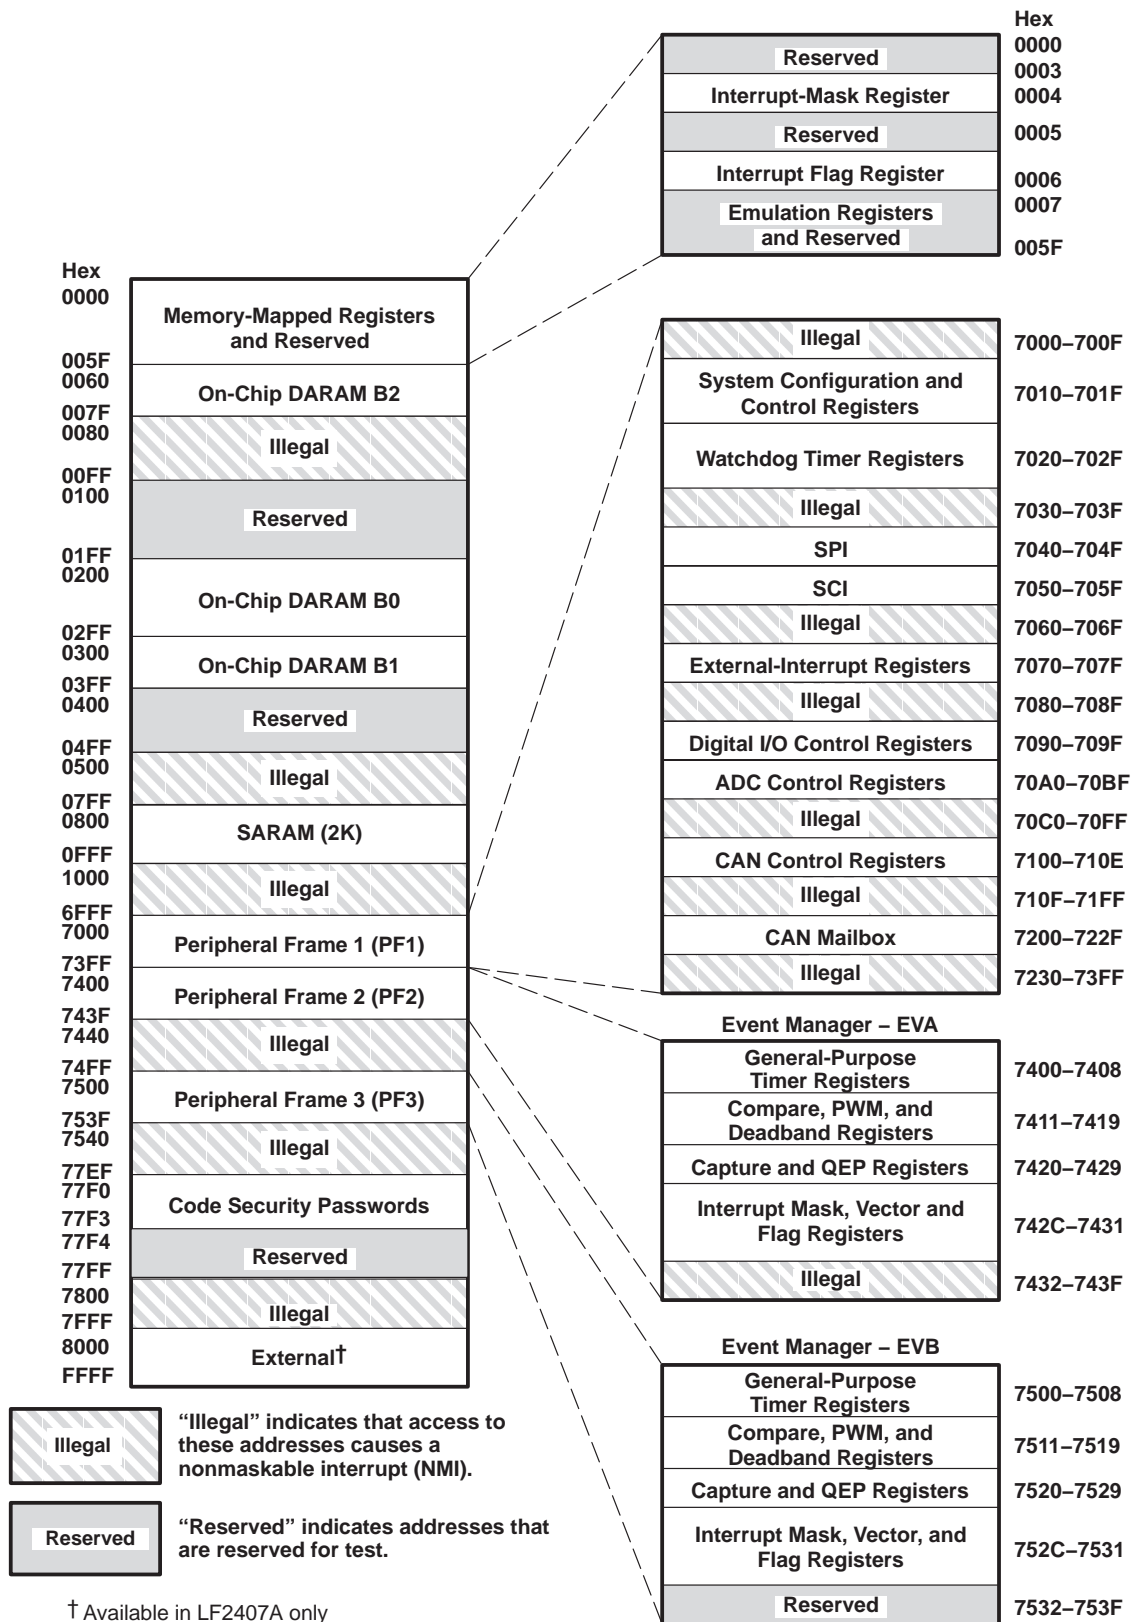 Hex
0000
Reserved
0003
Interrupt-Mask Register
0004
Reserved
0005
Interrupt Flag Register
0006
0007
Emulation Registers
and Reserved
005F
Hex
0000
Memory-Mapped Registers
and Reserved
005F
0060
On-Chip DARAM B2
007F
0080
Illegal
00FF
0100
Reserved
01FF
0200
On-Chip DARAM B0
02FF
0300
On-Chip DARAM B1
03FF
0400
Reserved
04FF
0500
Illegal
07FF
0800
SARAM (2K)
0FFF
1000
Illegal
6FFF
7000
Peripheral Frame 1 (PF1)
73FF
7400
Peripheral Frame 2 (PF2)
743F
7440
Illegal
74FF
7500
Peripheral Frame 3 (PF3)
753F
7540
Illegal
77EF
77F0
Code Security Passwords
77F3
77F4
Reserved
77FF
7800
Illegal
7FFF
8000
External†
FFFF
Illegal
7000–700F
System Configuration and
Control Registers
7010–701F
Watchdog Timer Registers
7020–702F
Illegal
7030–703F
SPI
7040–704F
SCI
7050–705F
Illegal
7060–706F
External-Interrupt Registers
7070–707F
Illegal
7080–708F
Digital I/O Control Registers
7090–709F
ADC Control Registers
70A0–70BF
Illegal
70C0–70FF
CAN Control Registers
7100–710E
Illegal
710F–71FF
CAN Mailbox
7200–722F
Illegal
7230–73FF
Event Manager – EVA
General-Purpose
Timer Registers
7400–7408
Compare, PWM, and
Deadband Registers
7411–7419
Capture and QEP Registers
7420–7429
Interrupt Mask, Vector and
Flag Registers
742C–7431
Illegal
7432–743F
Event Manager – EVB
General-Purpose
Timer Registers
7500–7508
Compare, PWM, and
Deadband Registers
7511–7519
Capture and QEP Registers
7520–7529
Interrupt Mask, Vector, and
Flag Registers
752C–7531
Reserved
7532–753F
Illegal
“Illegal” indicates that access to
these addresses causes a
nonmaskable interrupt (NMI).
Reserved
“Reserved” indicates addresses that
are reserved for test.
† Available in LF2407A only